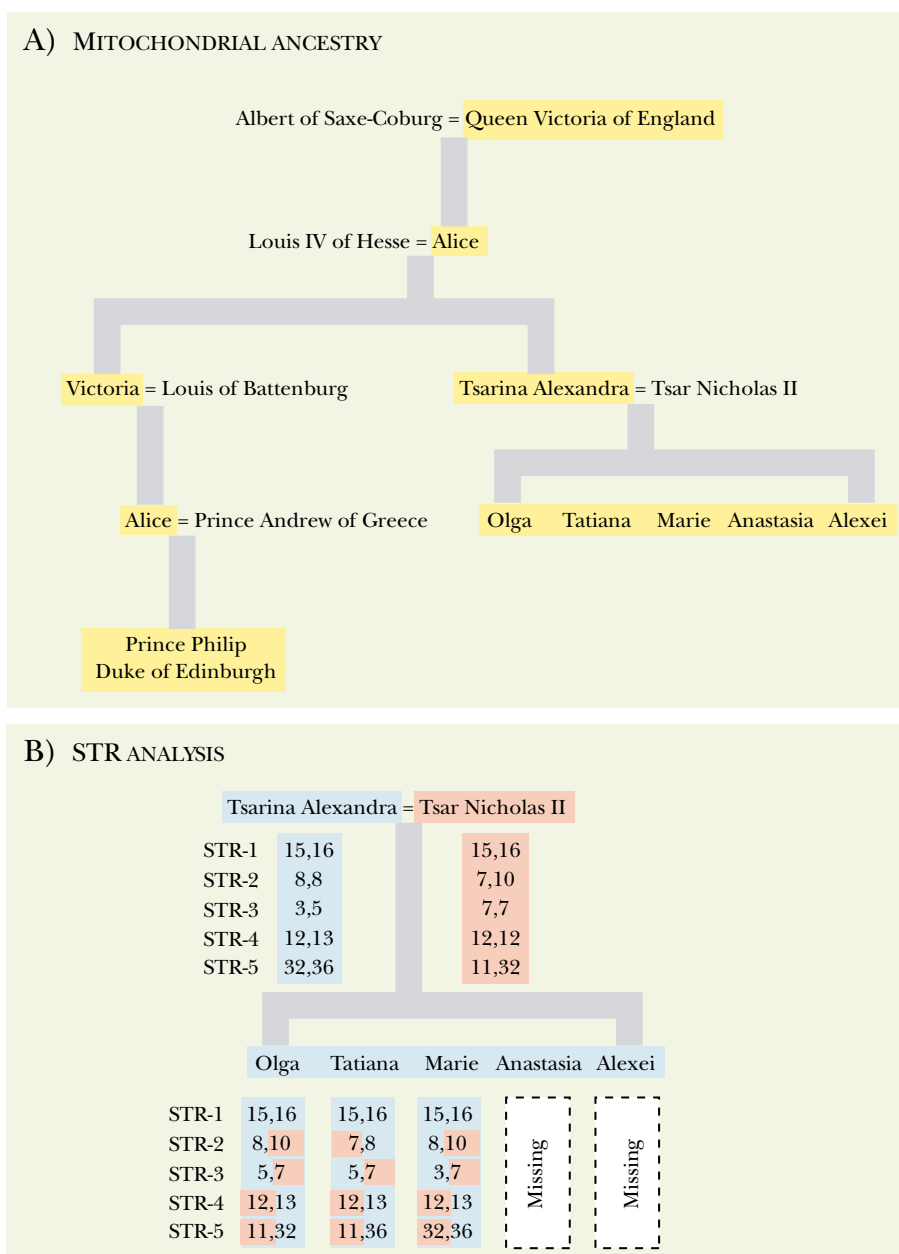 A) MITOCHONDRIAL ANCESTRY
Albert of Saxe-Coburg = Queen Victoria of England
Louis IV of Hesse = Alice
Victoria = Louis of Battenburg
Tsarina Alexandra = Tsar Nicholas II
Alice = Prince Andrew of Greece
Olga Tatiana Marie Anastasia Alexei
Prince Philip
Duke of Edinburgh
B) STR ANALYSIS
Tsarina Alexandra = Tsar Nicholas II
STR-1 15,16 15,16
STR-2 8,8 7,10
STR-3 3,5 7,7
STR-4 12,13 12,12
STR-5 32,36 11,32
Olga Tatiana Marie Anastasia Alexei
STR-1 15,16 15,16 15,16
STR-2 8,10 7,8 8,10
STR-3 5,7 5,7 3,7
STR-4 12,13 12,13 12,13
STR-5 11,32 11,36 32,36
Missing
Missing